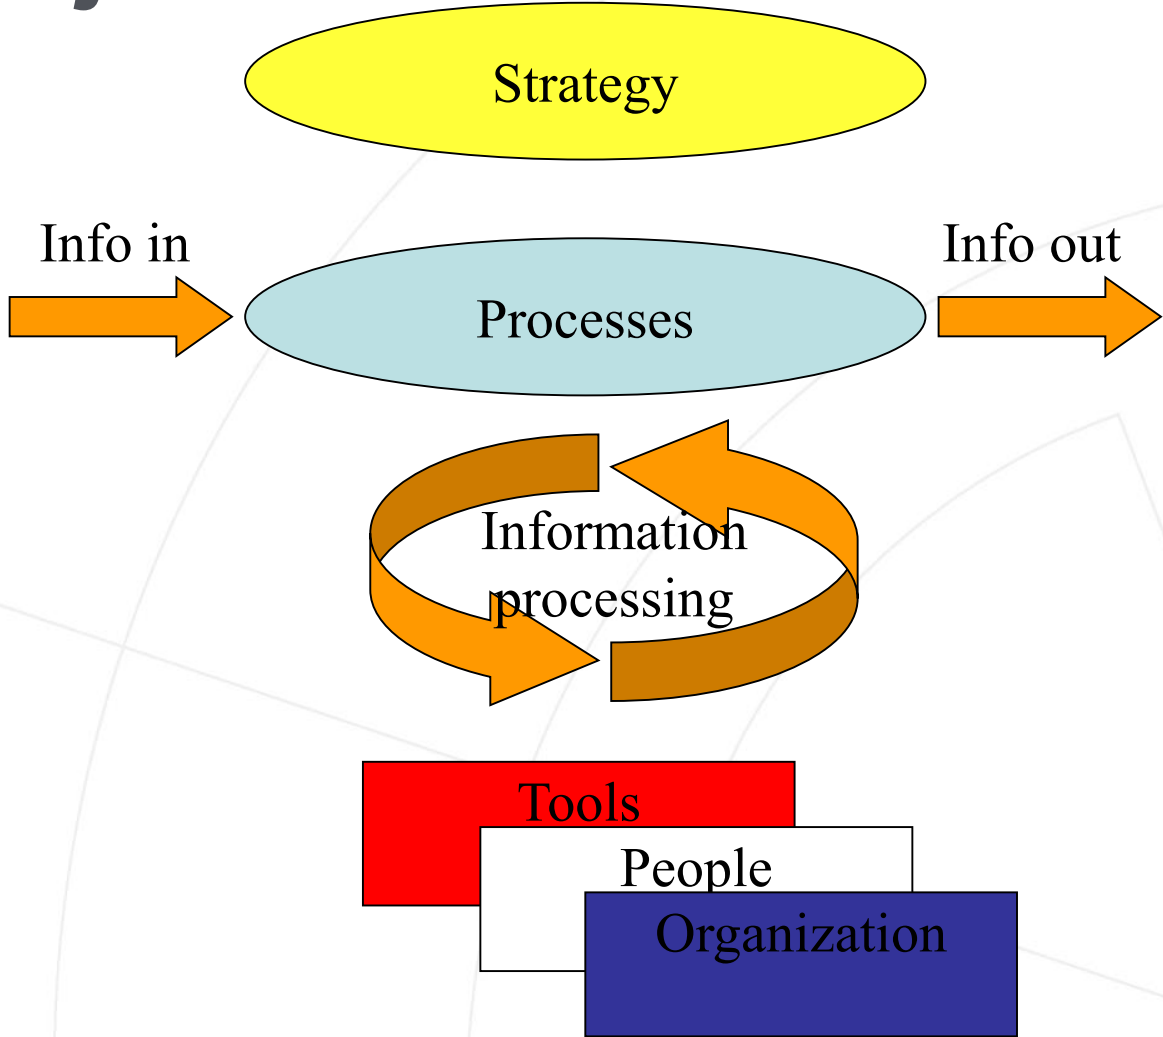 Strategy
Info in
Info out
Processes
Information
processing
Tools
People
Organization